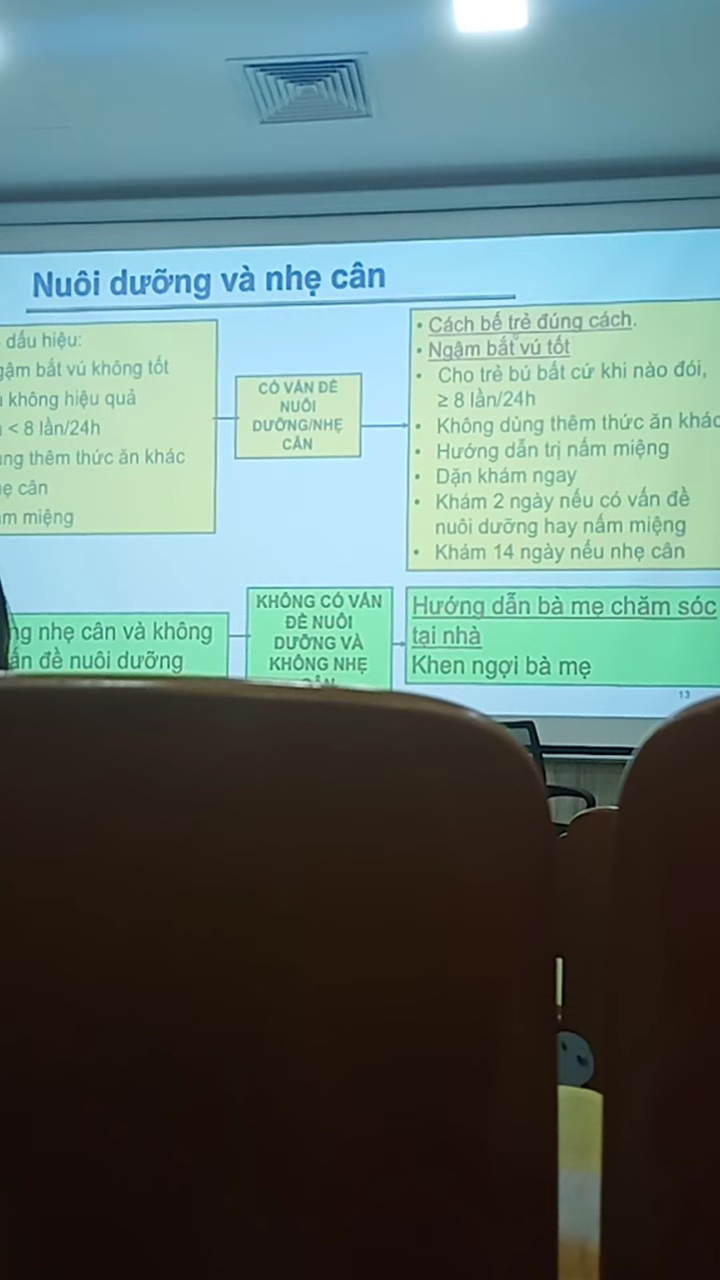 Nuôi dưỡng và nhẹ cân
dấu hiệu:
bắt vú không tốt
không hiệu quả
< 8 lần/24h
thêm thức ăn khác
cân
miệng
CÓ VẤN ĐỀ
NUÔI
DƯỠNG/NHẸ
CÂN
• Cách bế trẻ đúng cách.
• Ngậm bắt vú tốt
• Cho trẻ bú bất cứ khi nào đói,
≥ 8 lần/24h
• Không dùng thêm thức ăn khác
• Hướng dẫn trị nấm miệng
• Dặn khám ngay
• Khám 2 ngày nếu có vấn đề
nuôi dưỡng hay nấm miệng
• Khám 14 ngày nếu nhẹ cân
nhẹ cân và không
đề nuôi dưỡng
KHÔNG CÓ VẤN
ĐỀ NUÔI
DƯỠNG VÀ
KHÔNG NHẸ
Hướng dẫn bà mẹ chăm sóc
tại nhà
Khen ngợi bà mẹ
13